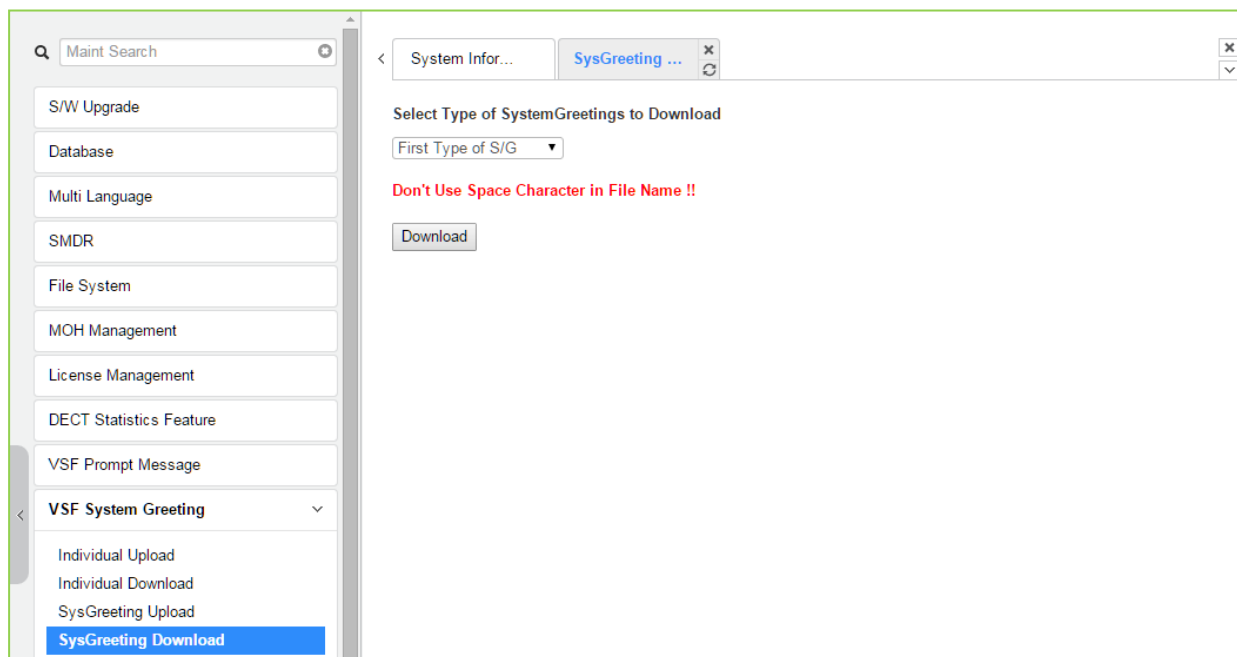 Maint Search
S/W Upgrade
Database
Multi Language
SMDR
File System
MOH Management
License Management
DECT Statistics Feature
VSF Prompt Message
VSF System Greeting
Individual Upload
Individual Download
SysGreeting Upload
SysGreeting Download
System Infor...
SysGreeting ...
Select Type of SystemGreetings to Download
First Type of S/G
Don't Use Space Character in File Name !!
Download